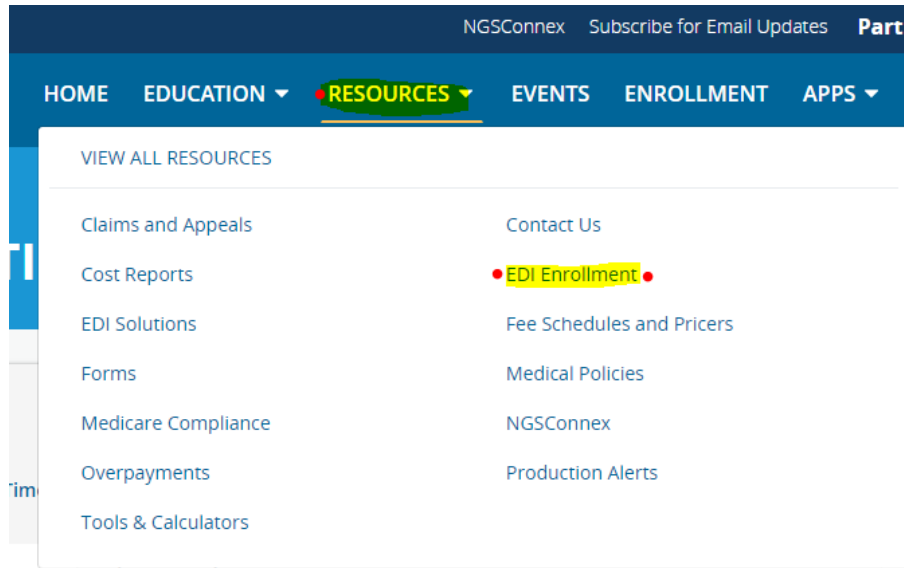 NGSConnex Subscribe for Email Updates Part
HOME EDUCATION RESOURCES EVENTS ENROLLMENT APPS
VIEW ALL RESOURCES
Claims and Appeals
Contact Us
Cost Reports
EDI Enrollment
EDI Solutions
Fee Schedules and Pricers
Forms
Medical Policies
Medicare Compliance
NGSConnex
Overpayments
Production Alerts
Tools & Calculators